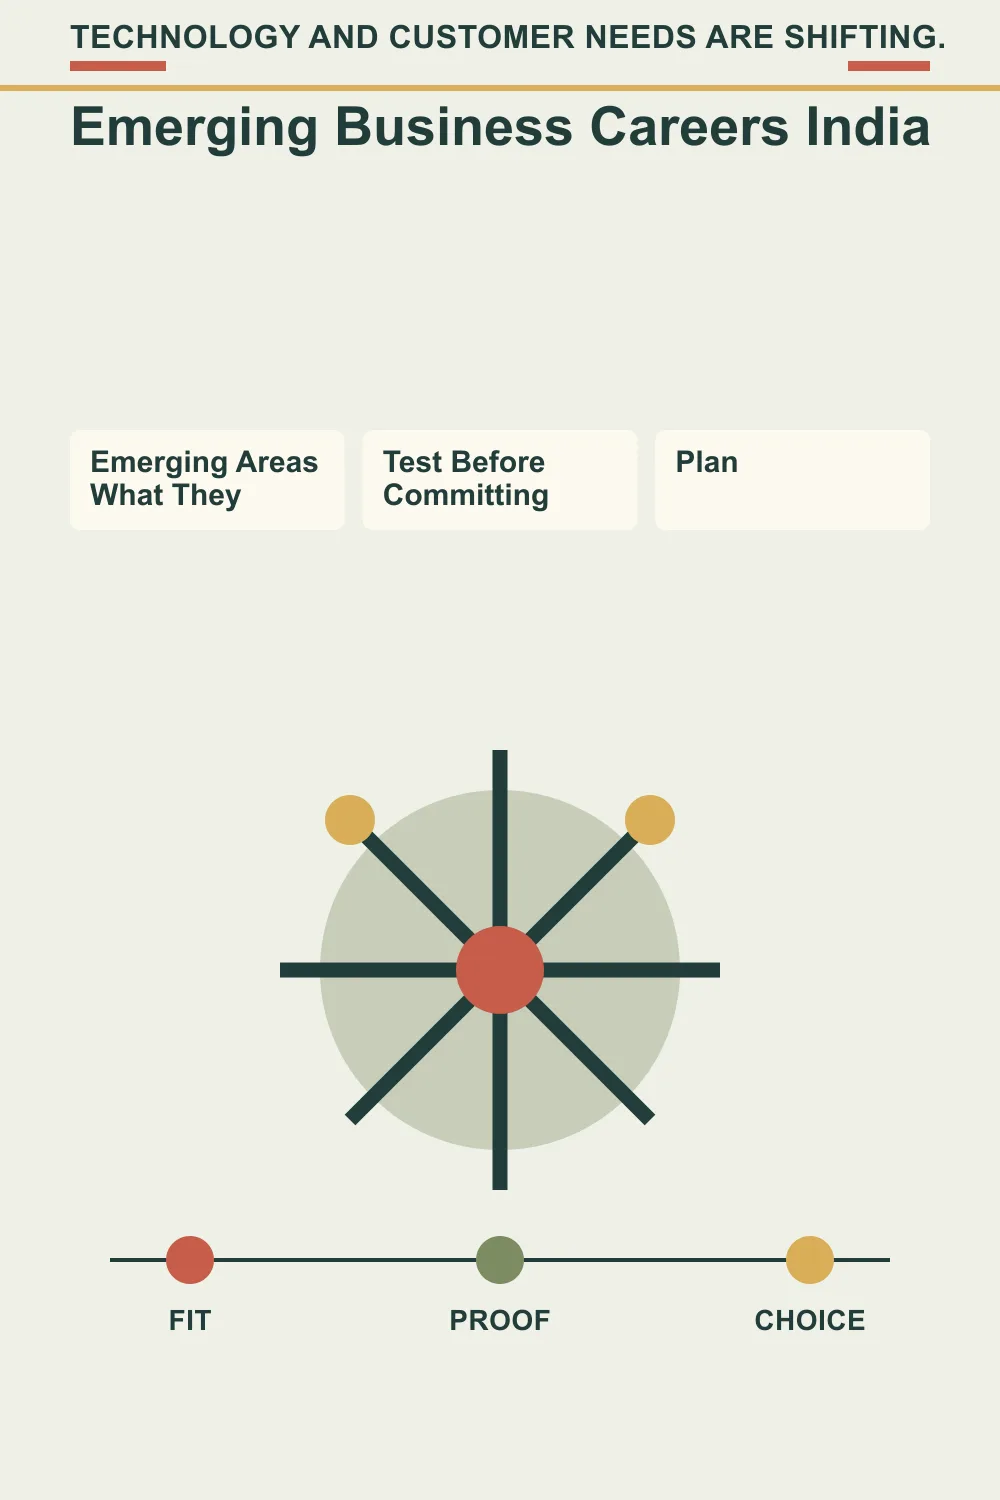 TECHNOLOGY AND CUSTOMER NEEDS ARE SHIFTING.
Emerging Business Careers India
Emerging Areas
What They
Test Before
Committing
Plan
FIT
PROOF
CHOICE